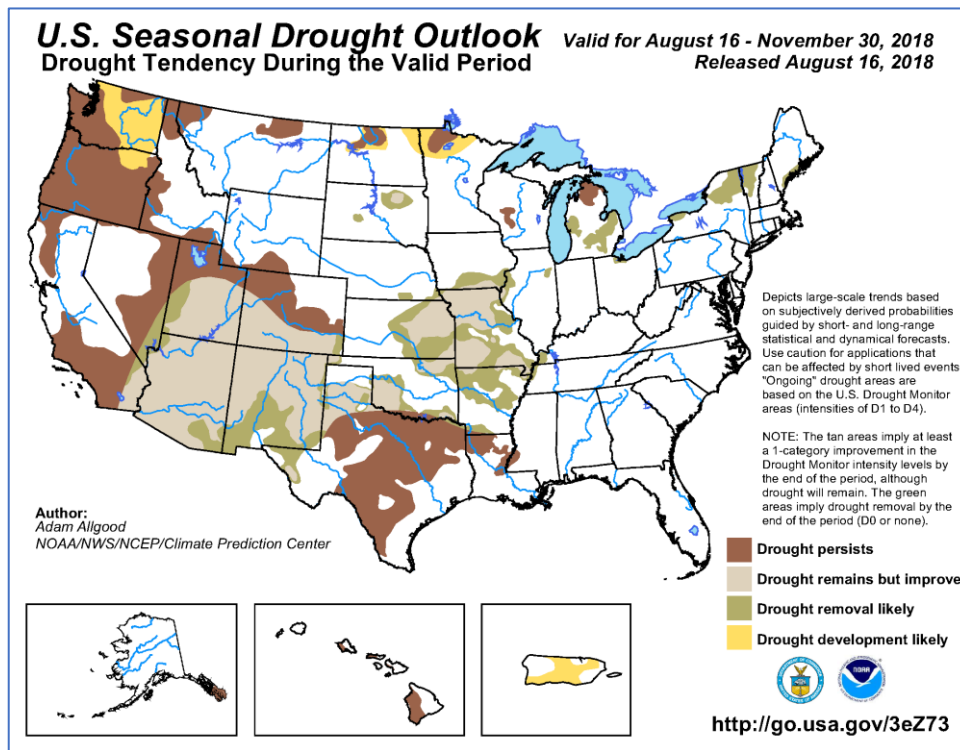 U.S. Seasonal Drought Outlook
Drought Tendency During the Valid Period
Valid for August 16 - November 30, 2018
Released August 16, 2018
Depicts large-scale trends based
on subjectively derived probabilities
guided by short- and long-range
statistical and dynamical forecasts.
Use caution for applications that
can be affected by short lived events
"Ongoing" drought areas are
based on the U.S. Drought Monitor
areas (intensities of D1 to D4).
NOTE: The tan areas imply at least
a 1-category improvement in the
Drought Monitor intensity levels by
the end of the period, although
drought will remain. The green
areas imply drought removal by the
end of the period (D0 or none).
Author:
Adam Allgood
NOAA/NWS/NCEP/Climate Prediction Center
Drought persists
Drought remains but improve
Drought removal likely
Drought development likely
NOAA
http://go.usa.gov/3eZ73